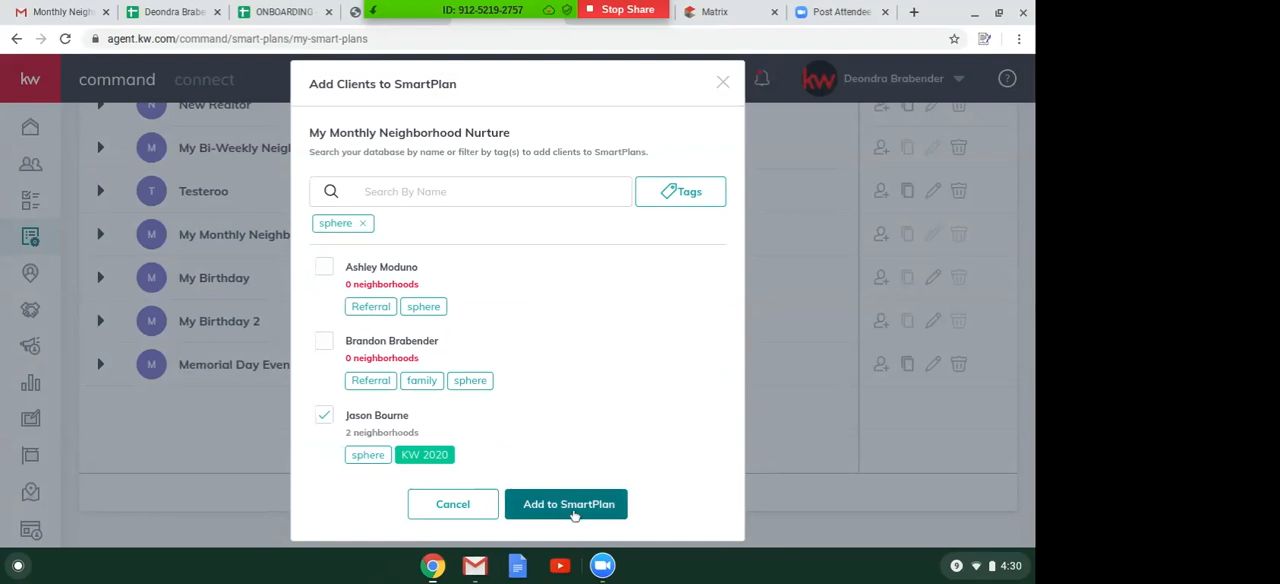 Monthly Neigh
Deondra Brabe
ONBOARDING -
ID: 912-5219-2757
Stop Share
Matrix
Post Attendee
agent.kw.com/command/smart-plans/my-smart-plans
kw
command
connect
Add Clients to SmartPlan
kw
Deondra Brabender
N
New Realtor
My Monthly Neighborhood Nurture
M
My Bi-Weekly Neig
Search your database by name or filter by tag(s) to add clients to SmartPlans.
T
Testeroo
Search By Name
Tags
sphere
M
My Monthly Neighb
M
My Birthday
Ashley Moduno
0 neighborhoods
Referral
sphere
M
My Birthday 2
Brandon Brabender
0 neighborhoods
M
Memorial Day Even
Referral
family
sphere
Jason Bourne
2 neighborhoods
sphere
KW 2020
Cancel
Add to SmartPlan
9
4:30